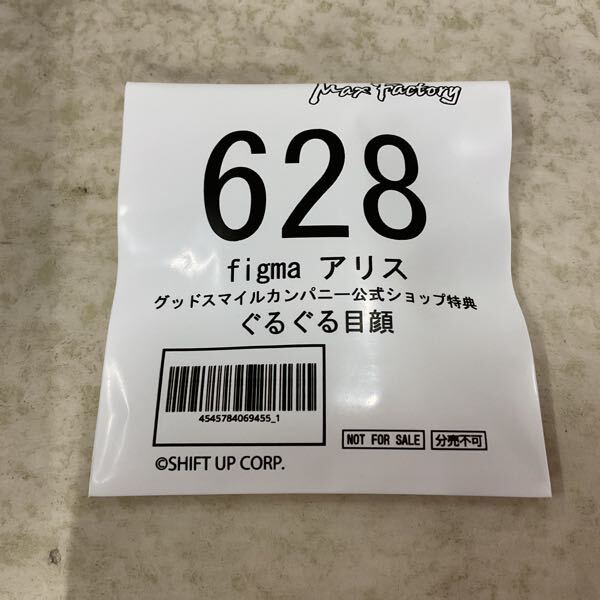 Max Factory
628
figma アリス
グッドスマイルカンパニー公式ショップ特典
ぐるぐる目顔
4545784069455_1
NOT FOR SALE 分売不可
©SHIFT UP CORP.